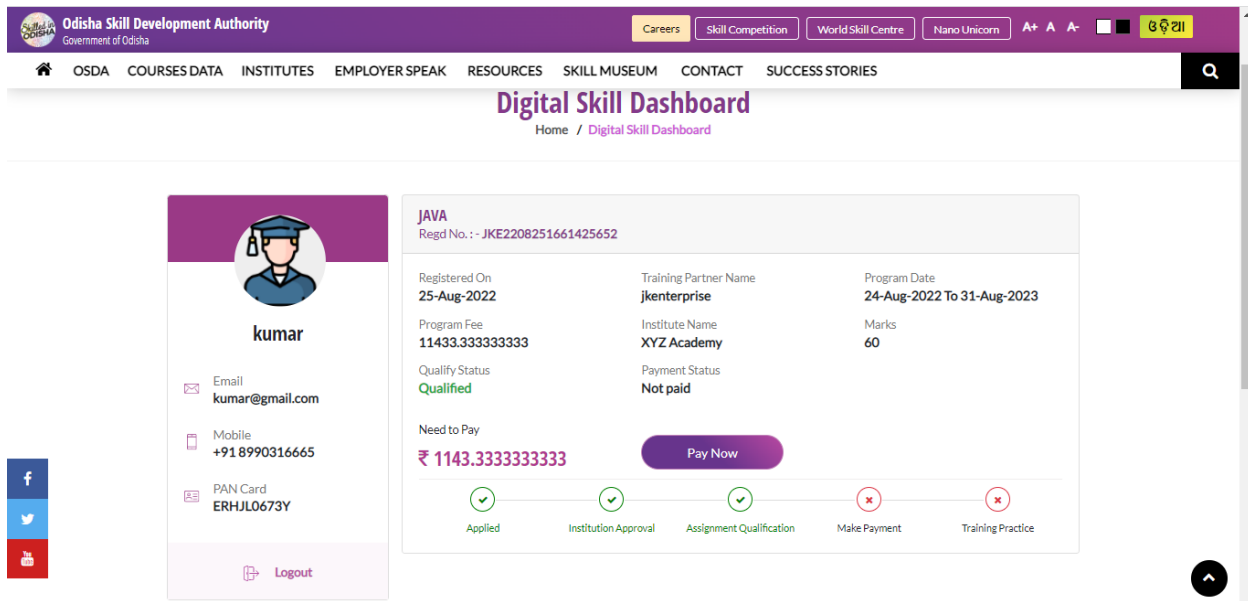 Skilled in ODISHA
Odisha Skill Development Authority
Government of Odisha
Careers
Skill Competition
World Skill Centre
Nano Unicorn
A+ A A-
ଓଡ଼ିଆ
OSDA COURSES DATA INSTITUTES EMPLOYER SPEAK RESOURCES SKILL MUSEUM CONTACT SUCCESS STORIES
Digital Skill Dashboard
Home / Digital Skill Dashboard
kumar
Email
kumar@gmail.com
Mobile
+91 8990316665
PAN Card
ERHJL0673Y
Logout
JAVA
Regd No. : - JKE2208251661425652
Registered On
25-Aug-2022
Training Partner Name
jkenterprise
Program Date
24-Aug-2022 To 31-Aug-2023
Program Fee
11433.333333333
Institute Name
XYZ Academy
Marks
60
Qualify Status
Qualified
Payment Status
Not paid
Need to Pay
₹ 1143.3333333333
Pay Now
Applied
Institution Approval
Assignment Qualification
Make Payment
Training Practice
f
You Tube